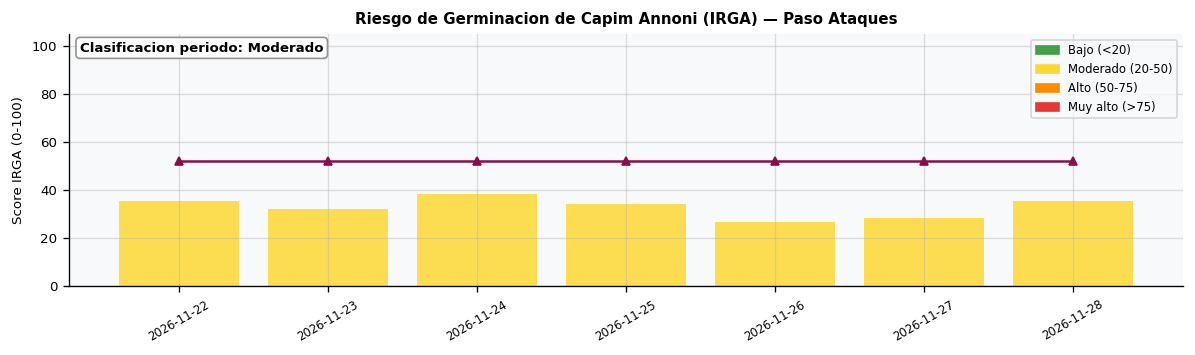 Riesgo de Germinacion de Capim Annoni (IRGA) — Paso Ataques
Clasificacion periodo: Moderado
Bajo (<20)
Moderado (20-50)
Alto (50-75)
Muy alto (>75)
Score IRGA (0-100)
100
80
60
40
20
0
2026-11-22
2026-11-23
2026-11-24
2026-11-25
2026-11-26
2026-11-27
2026-11-28